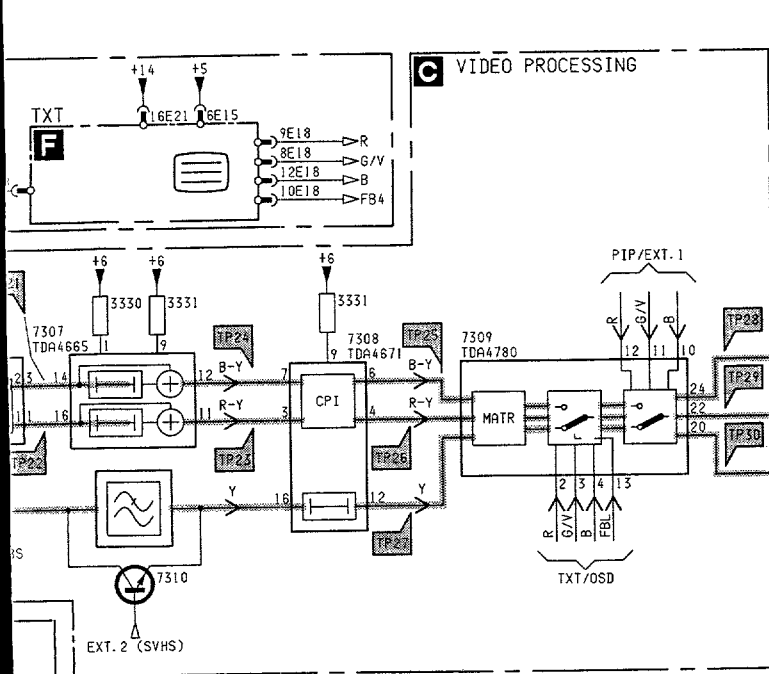 C VIDEO PROCESSING
+14 +5
TXT
F
16E21 6E15
9E18 R
8E18 G/V
12E18 B
10E18 FB4
PIP/EXT.1
+6 +6 +6
3330 3331 3331
R G/V B
TP24 TP25 TP28
7307
TDA4665
7308
TDA4671
7309
TDA4780
1 9 9
12 11 10
2 3 14 12 B-Y 7 6 B-Y 24
CPI
MATR
TP29
1 16 11 R-Y 3 4 R-Y 22
20
TP22 TP23 TP26 TP30
2 3 4 13
Y 16 12 Y
R G/V B FBL
TP27
TXT/OSD
7310
EXT.2 (SVHS)